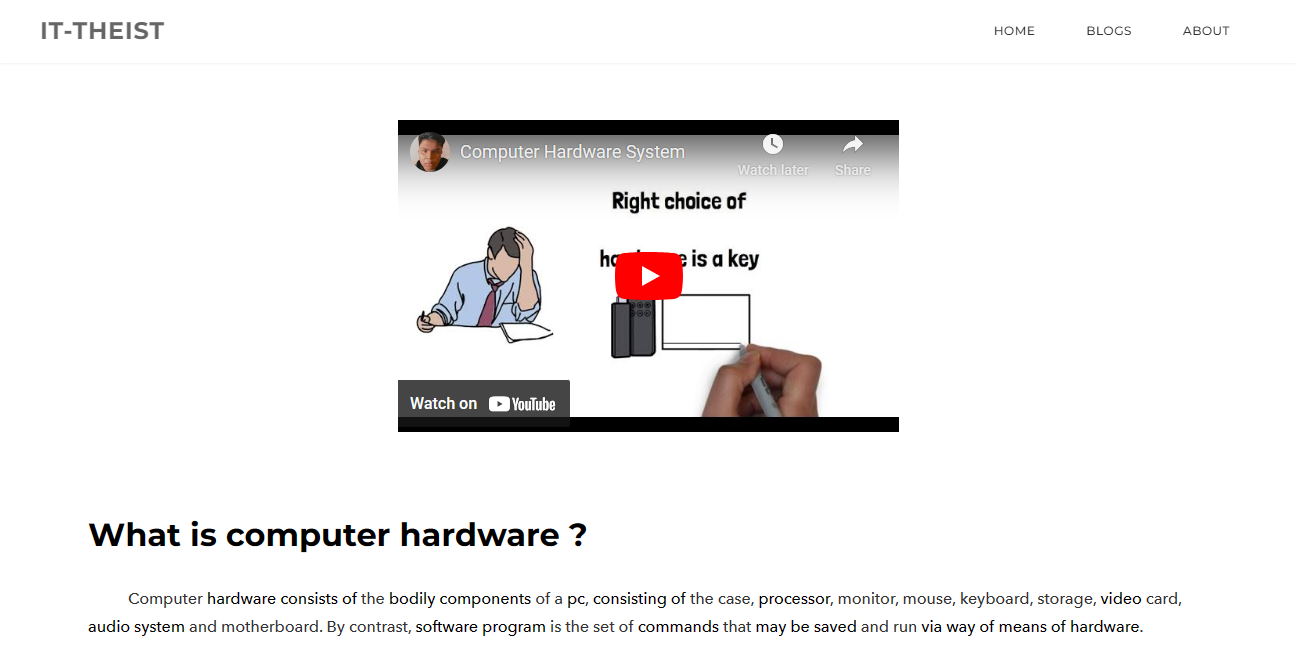 IT-THEIST
HOME BLOGS ABOUT
Computer Hardware System
Watch later Share
Right choice of
is a key
Watch on YouTube
What is computer hardware ?
Computer hardware consists of the bodily components of a pc, consisting of the case, processor, monitor, mouse, keyboard, storage, video card,
audio system and motherboard. By contrast, software program is the set of commands that may be saved and run via way of means of hardware.